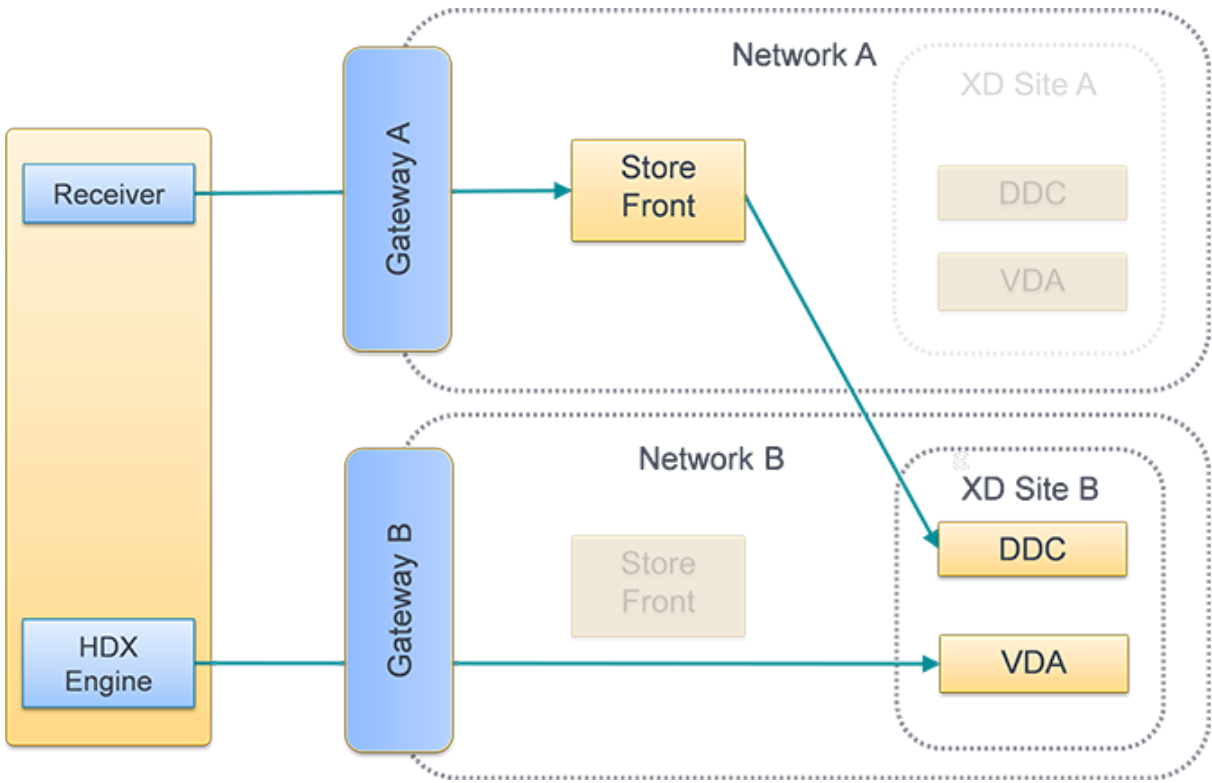 Network A
XD Site A
Gateway A
Receiver
Store
Front
DDC
VDA
Network B
XD Site B
Gateway B
Store
Front
DDC
HDX
Engine
VDA